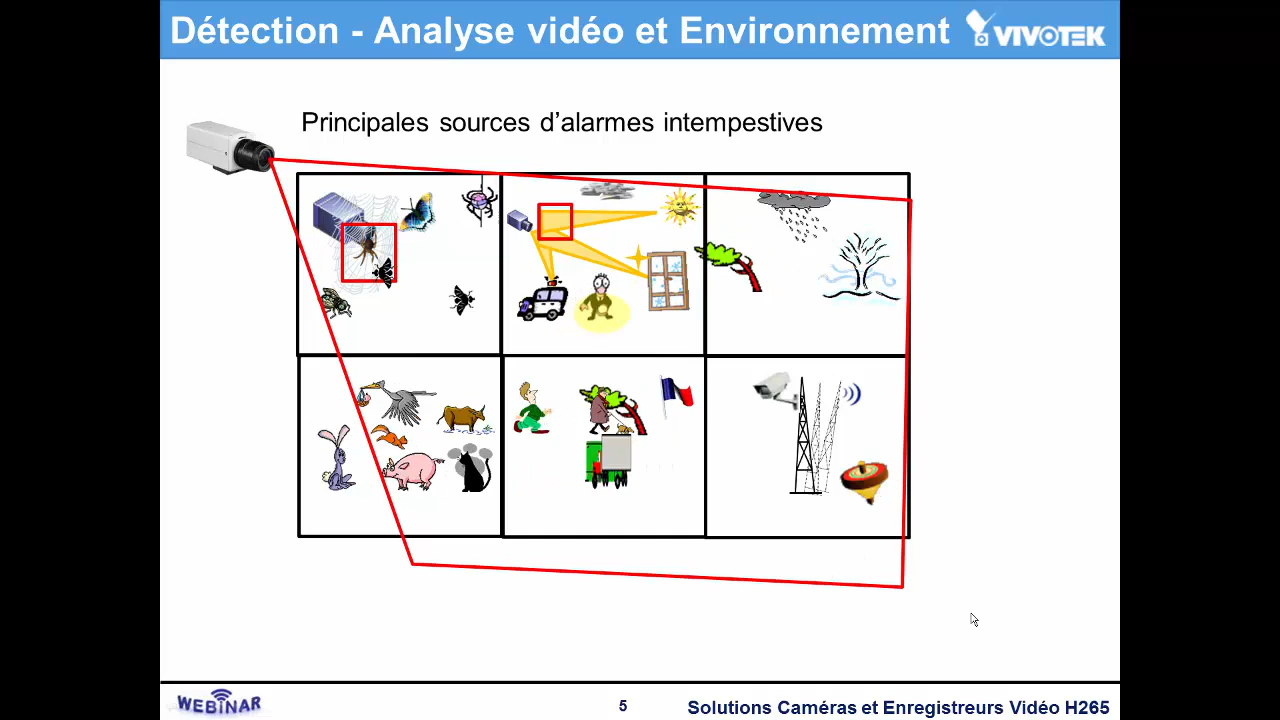 Détection - Analyse vidéo et Environnement
VIVOTEK
Principales sources d’alarmes intempestives
WEBINAR
5
Solutions Caméras et Enregistreurs Vidéo H265